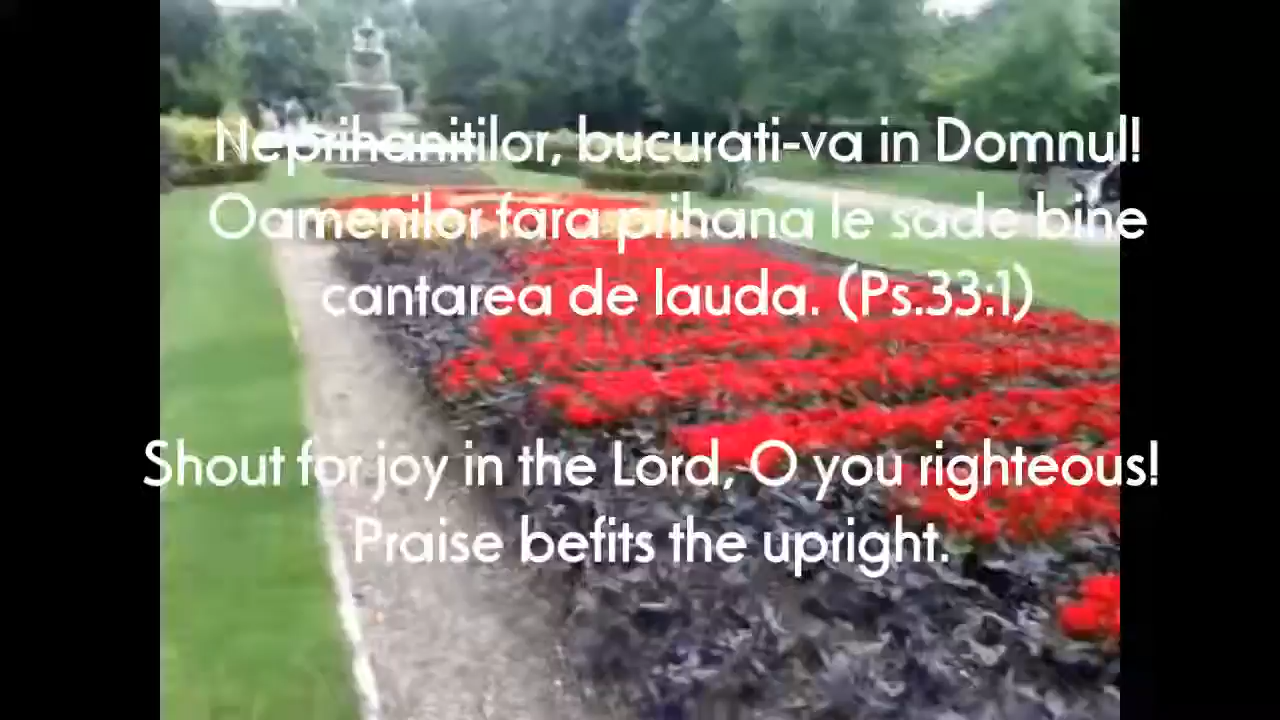 Neprihanitilor, bucurati-va in Domnul!
Oamenilor fara prihana le sade bine
cantarea de lauda. (Ps.33:1)
Shout for joy in the Lord, O you righteous!
Praise befits the upright.